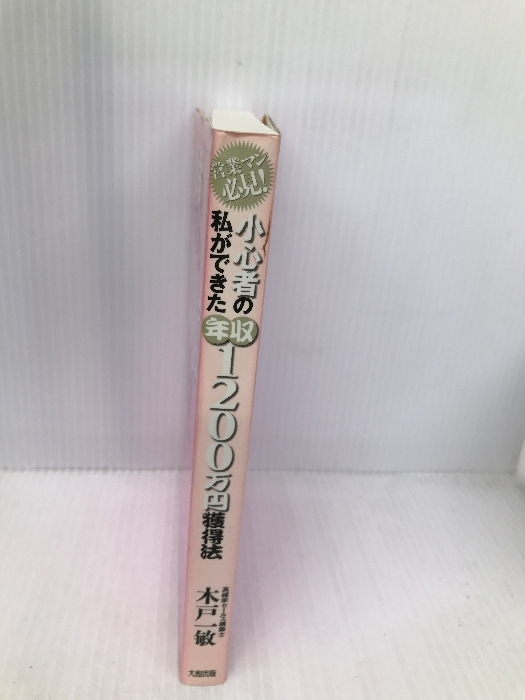 営業マン
必見!
小心者の
私ができた
年収
1200万円獲得法
木戸一敏
大和出版